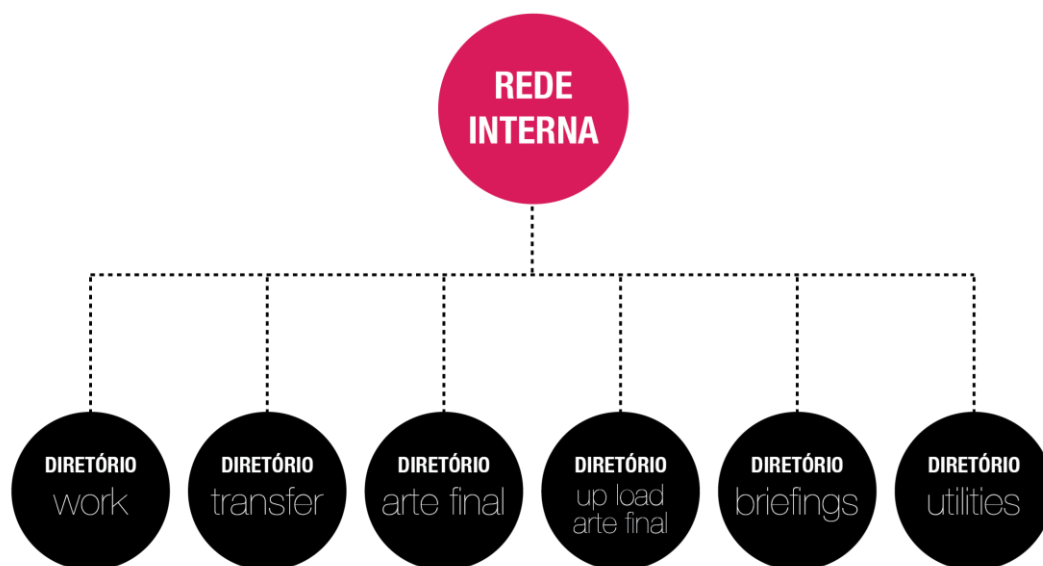 REDE
INTERNA
DIRETÓRIO
work
DIRETÓRIO
transfer
DIRETÓRIO
arte final
DIRETÓRIO
up load
arte final
DIRETÓRIO
briefings
DIRETÓRIO
utilities